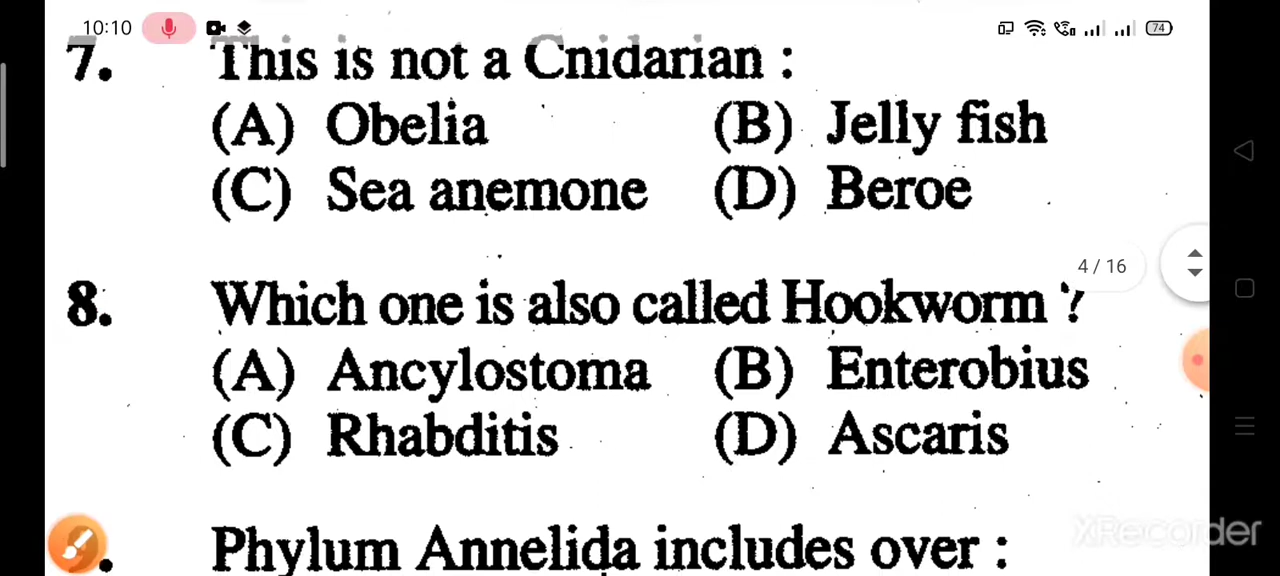 10:10 74
7. This is not a Cnidarian :
(A) Obelia (B) Jelly fish
(C) Sea anemone (D) Beroe
4 / 16
8. Which one is also called Hookworm ?
(A) Ancylostoma (B) Enterobius
(C) Rhabditis (D) Ascaris
XRecorder
Phylum Annelida includes over :